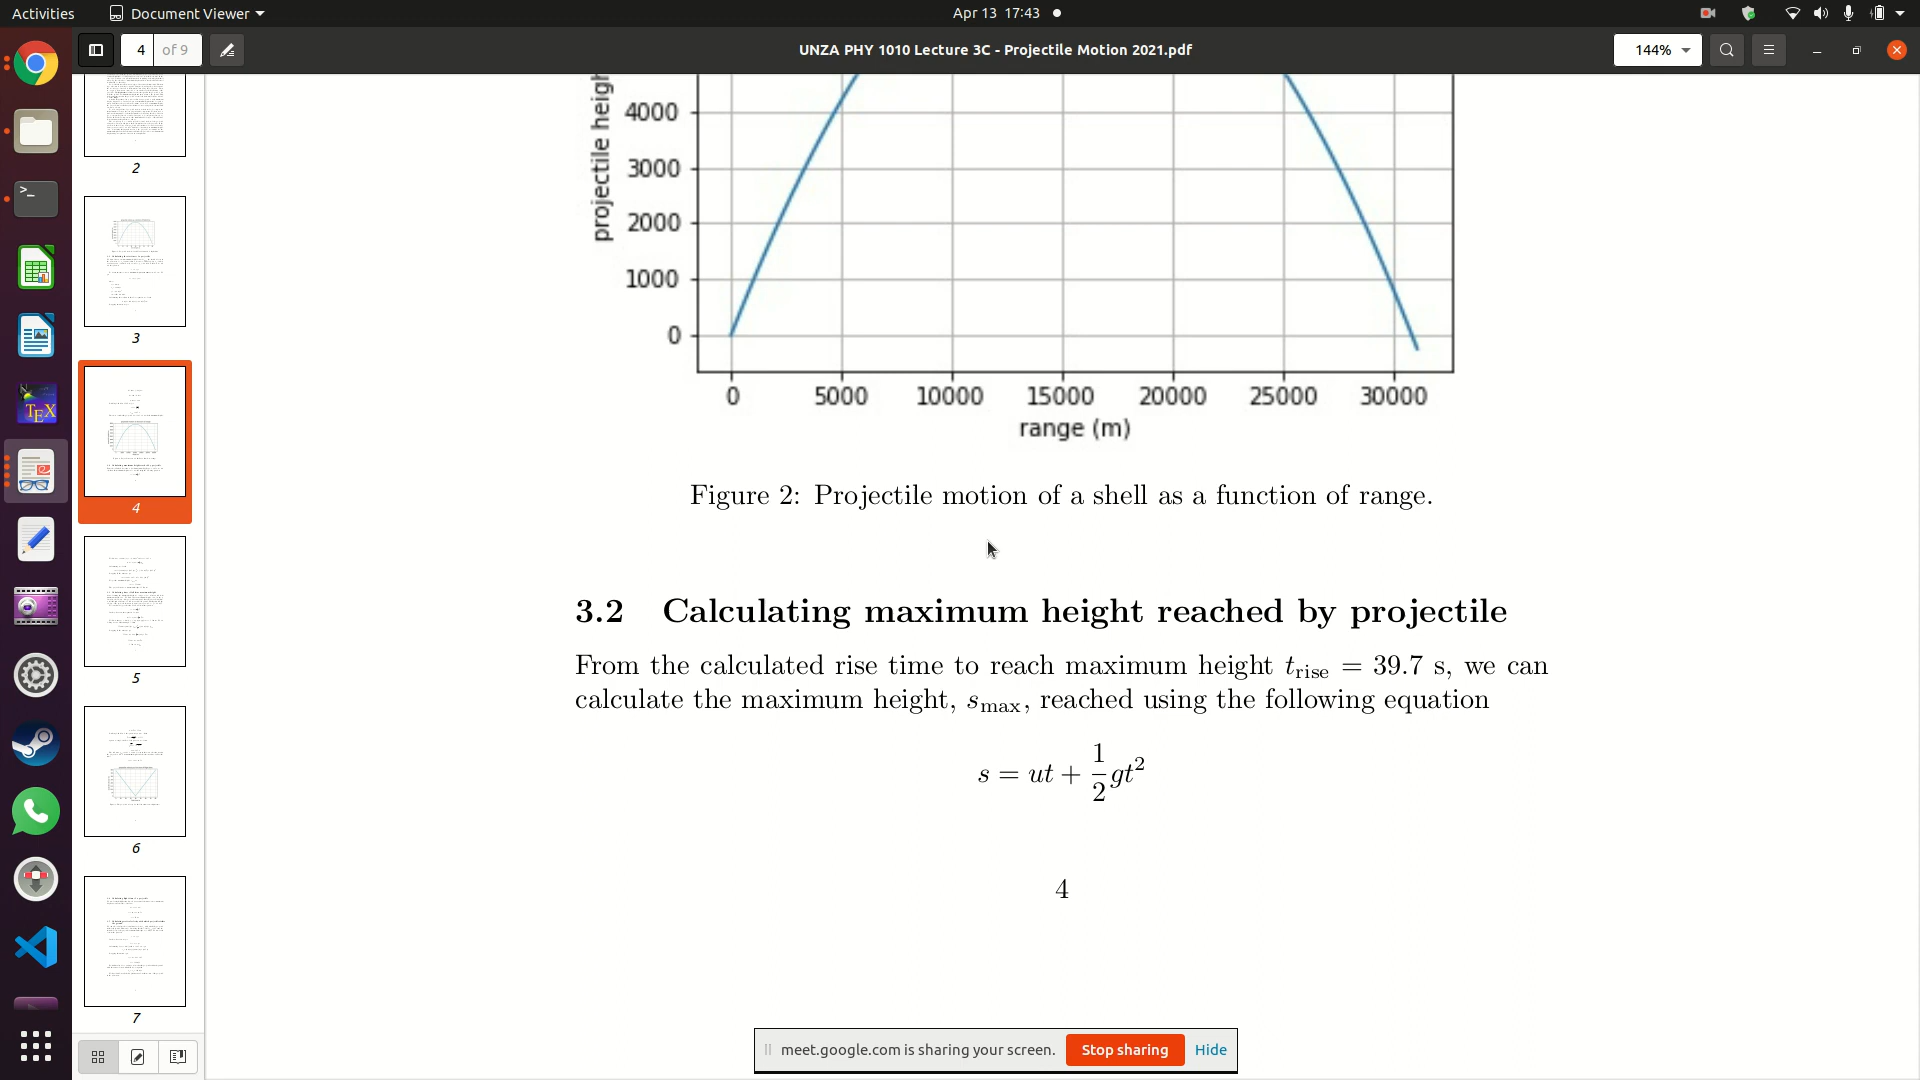 Activities Document Viewer Apr 13 17:43
4 of 9 UNZA PHY 1010 Lecture 3C - Projectile Motion 2021.pdf 144%
2
3
4
5
6
7
projectile heigh
4000
3000
2000
1000
0
0 5000 10000 15000 20000 25000 30000
range (m)
Figure 2: Projectile motion of a shell as a function of range.
3.2 Calculating maximum height reached by projectile
From the calculated rise time to reach maximum height t_rise = 39.7 s, we can
calculate the maximum height, s_max, reached using the following equation
s = ut + 1/2 gt²
4
meet.google.com is sharing your screen. Stop sharing Hide